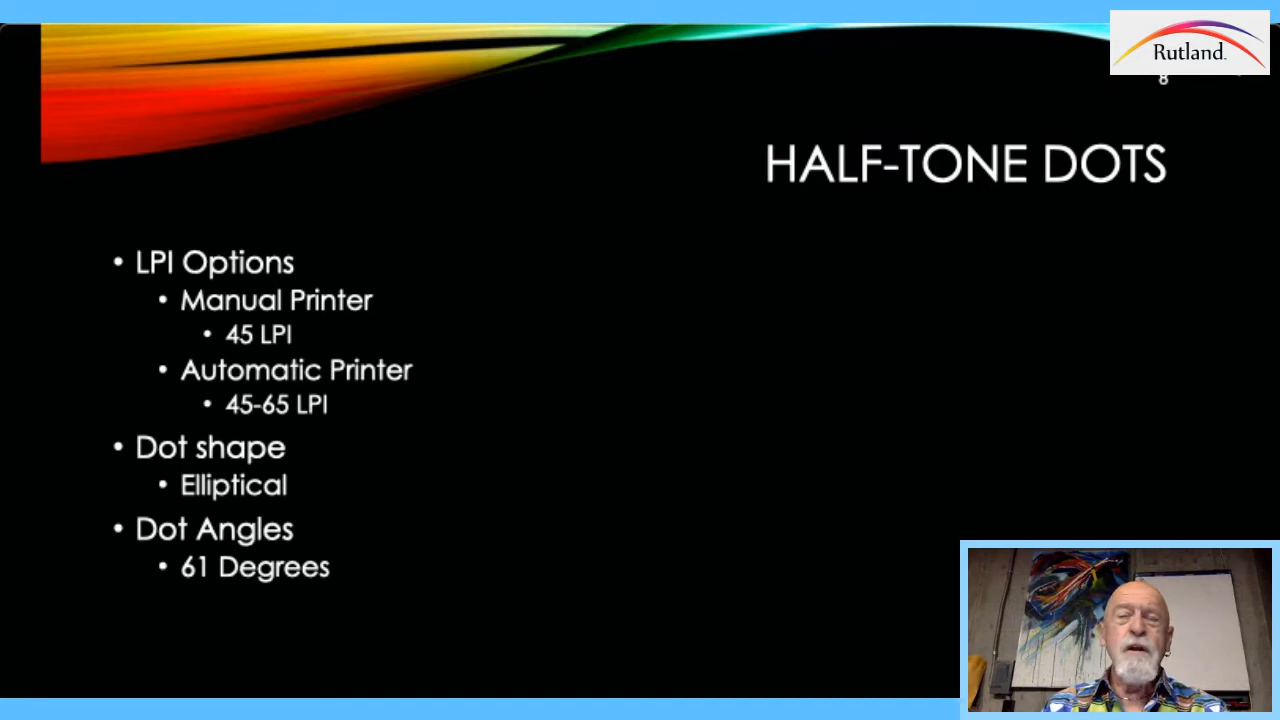 Rutland.
8
HALF-TONE DOTS
• LPI Options
• Manual Printer
• 45 LPI
• Automatic Printer
• 45-65 LPI
• Dot shape
• Elliptical
• Dot Angles
• 61 Degrees